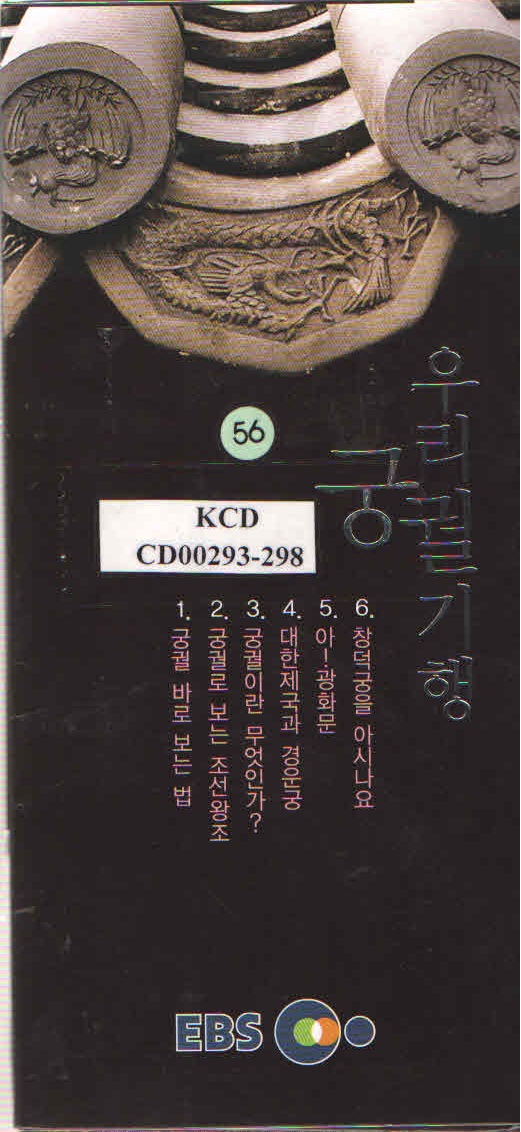 우리궁궐기행
56
KCD
CD00293-298
1. 궁궐 바로 보는 법
2. 궁궐로 보는 조선왕조
3. 궁궐이란 무엇인가?
4. 대한제국과 경운궁
5. 아!광화문
6. 창덕궁을 아시나요
EBS